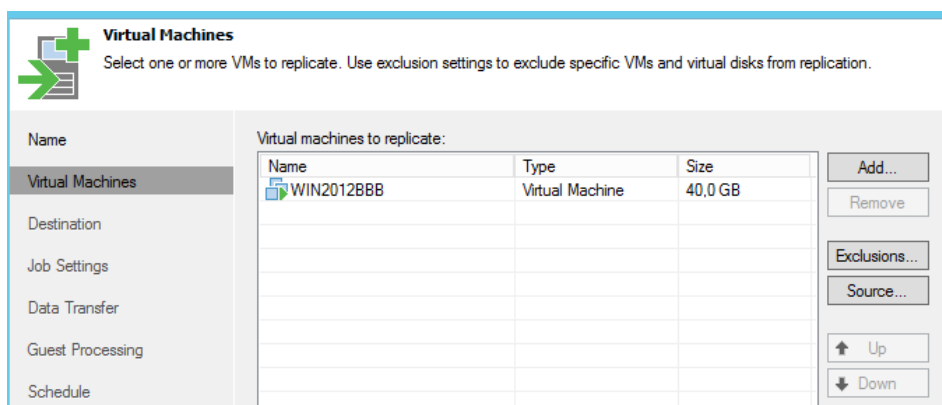 Virtual Machines
Select one or more VMs to replicate. Use exclusion settings to exclude specific VMs and virtual disks from replication.
Name
Virtual Machines
Destination
Job Settings
Data Transfer
Guest Processing
Schedule
Virtual machines to replicate:
Name Type Size
WIN2012BBB Virtual Machine 40,0 GB
Add...
Remove
Exclusions...
Source...
Up
Down